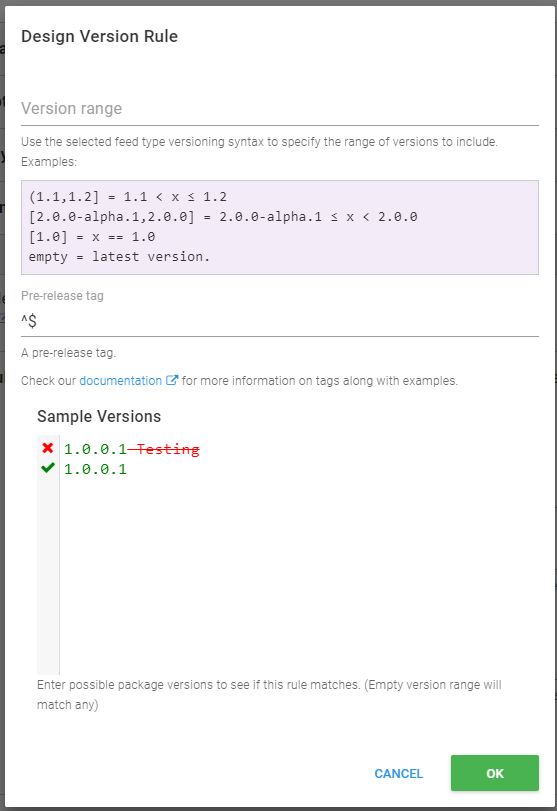 Design Version Rule
Version range
Use the selected feed type versioning syntax to specify the range of versions to include.
Examples:
(1.1,1.2] = 1.1 < x ≤ 1.2
[2.0.0-alpha.1,2.0.0] = 2.0.0-alpha.1 ≤ x < 2.0.0
[1.0] = x == 1.0
empty = latest version.
Pre-release tag
^$
A pre-release tag.
Check our documentation for more information on tags along with examples.
Sample Versions
1.0.0.1-Testing
1.0.0.1
Enter possible package versions to see if this rule matches. (Empty version range will
match any)
CANCEL OK